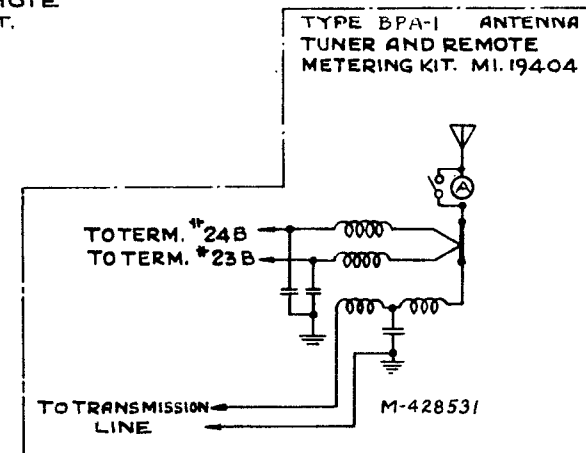 OTE
T.
TYPE BPA-1 ANTENNA
TUNER AND REMOTE
METERING KIT. MI. 19404
A
TO TERM. #24B
TO TERM. #23B
TO TRANSMISSION
LINE
M-428531